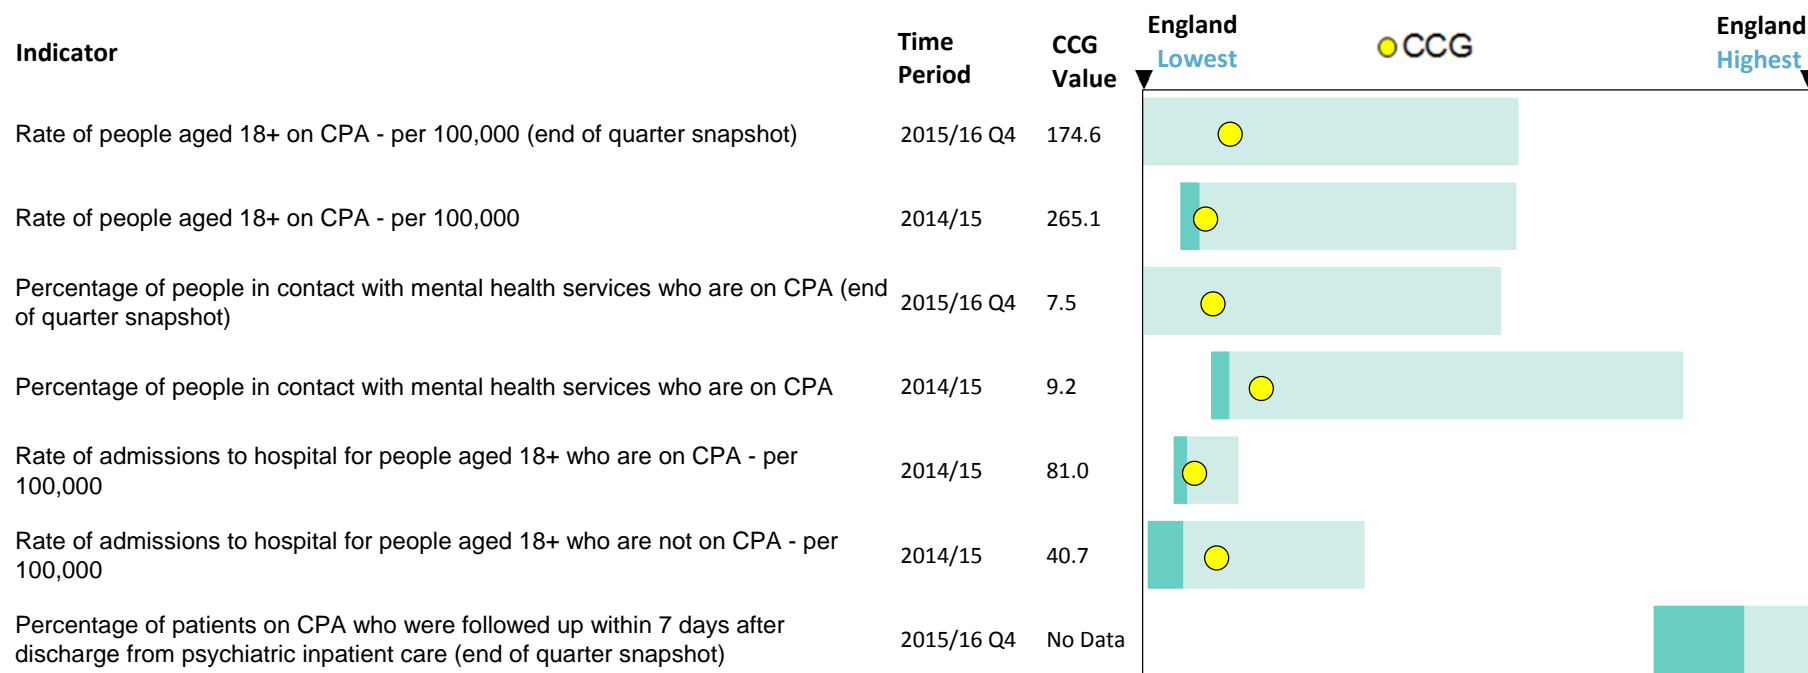 Indicator
Time
Period
CCG
Value
England
Lowest
CCG
England
Highest
Rate of people aged 18+ on CPA - per 100,000 (end of quarter snapshot)
2015/16 Q4
174.6
Rate of people aged 18+ on CPA - per 100,000
2014/15
265.1
Percentage of people in contact with mental health services who are on CPA (end
of quarter snapshot)
2015/16 Q4
7.5
Percentage of people in contact with mental health services who are on CPA
2014/15
9.2
Rate of admissions to hospital for people aged 18+ who are on CPA - per
100,000
2014/15
81.0
Rate of admissions to hospital for people aged 18+ who are not on CPA - per
100,000
2014/15
40.7
Percentage of patients on CPA who were followed up within 7 days after
discharge from psychiatric inpatient care (end of quarter snapshot)
2015/16 Q4
No Data